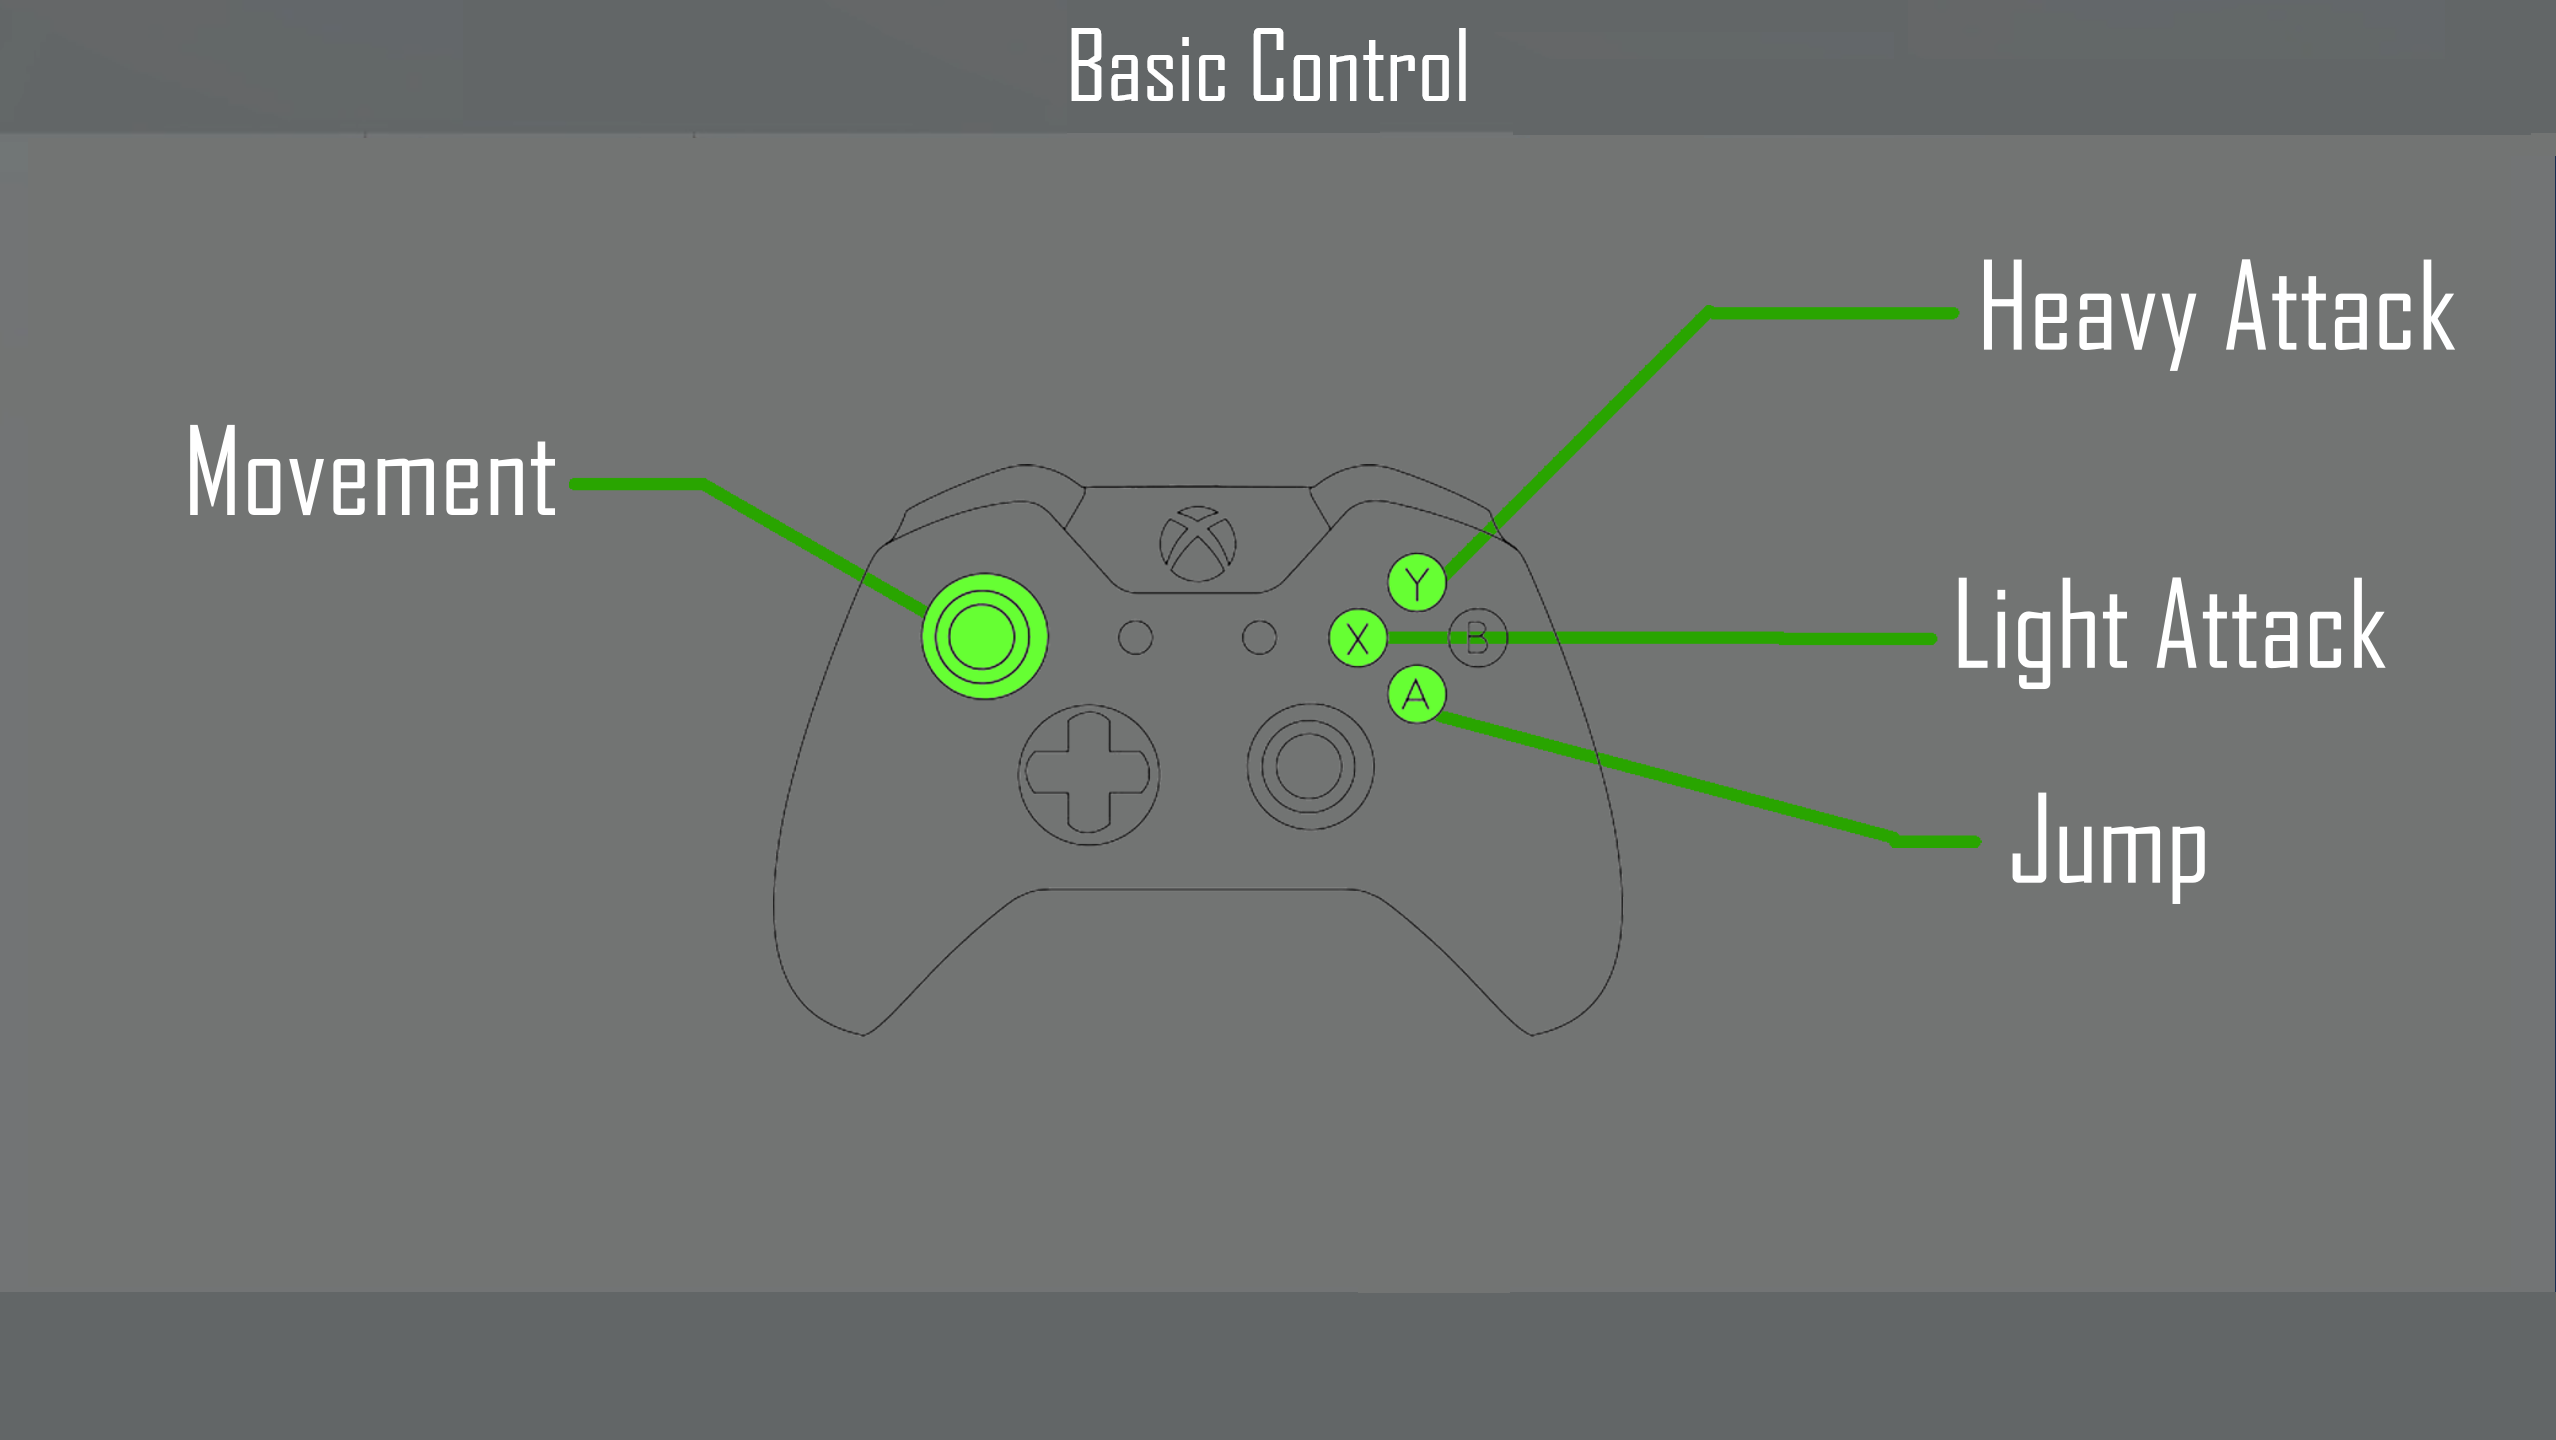 Basic Control
Heavy Attack
Movement
Y
Light Attack
X
B
A
Jump